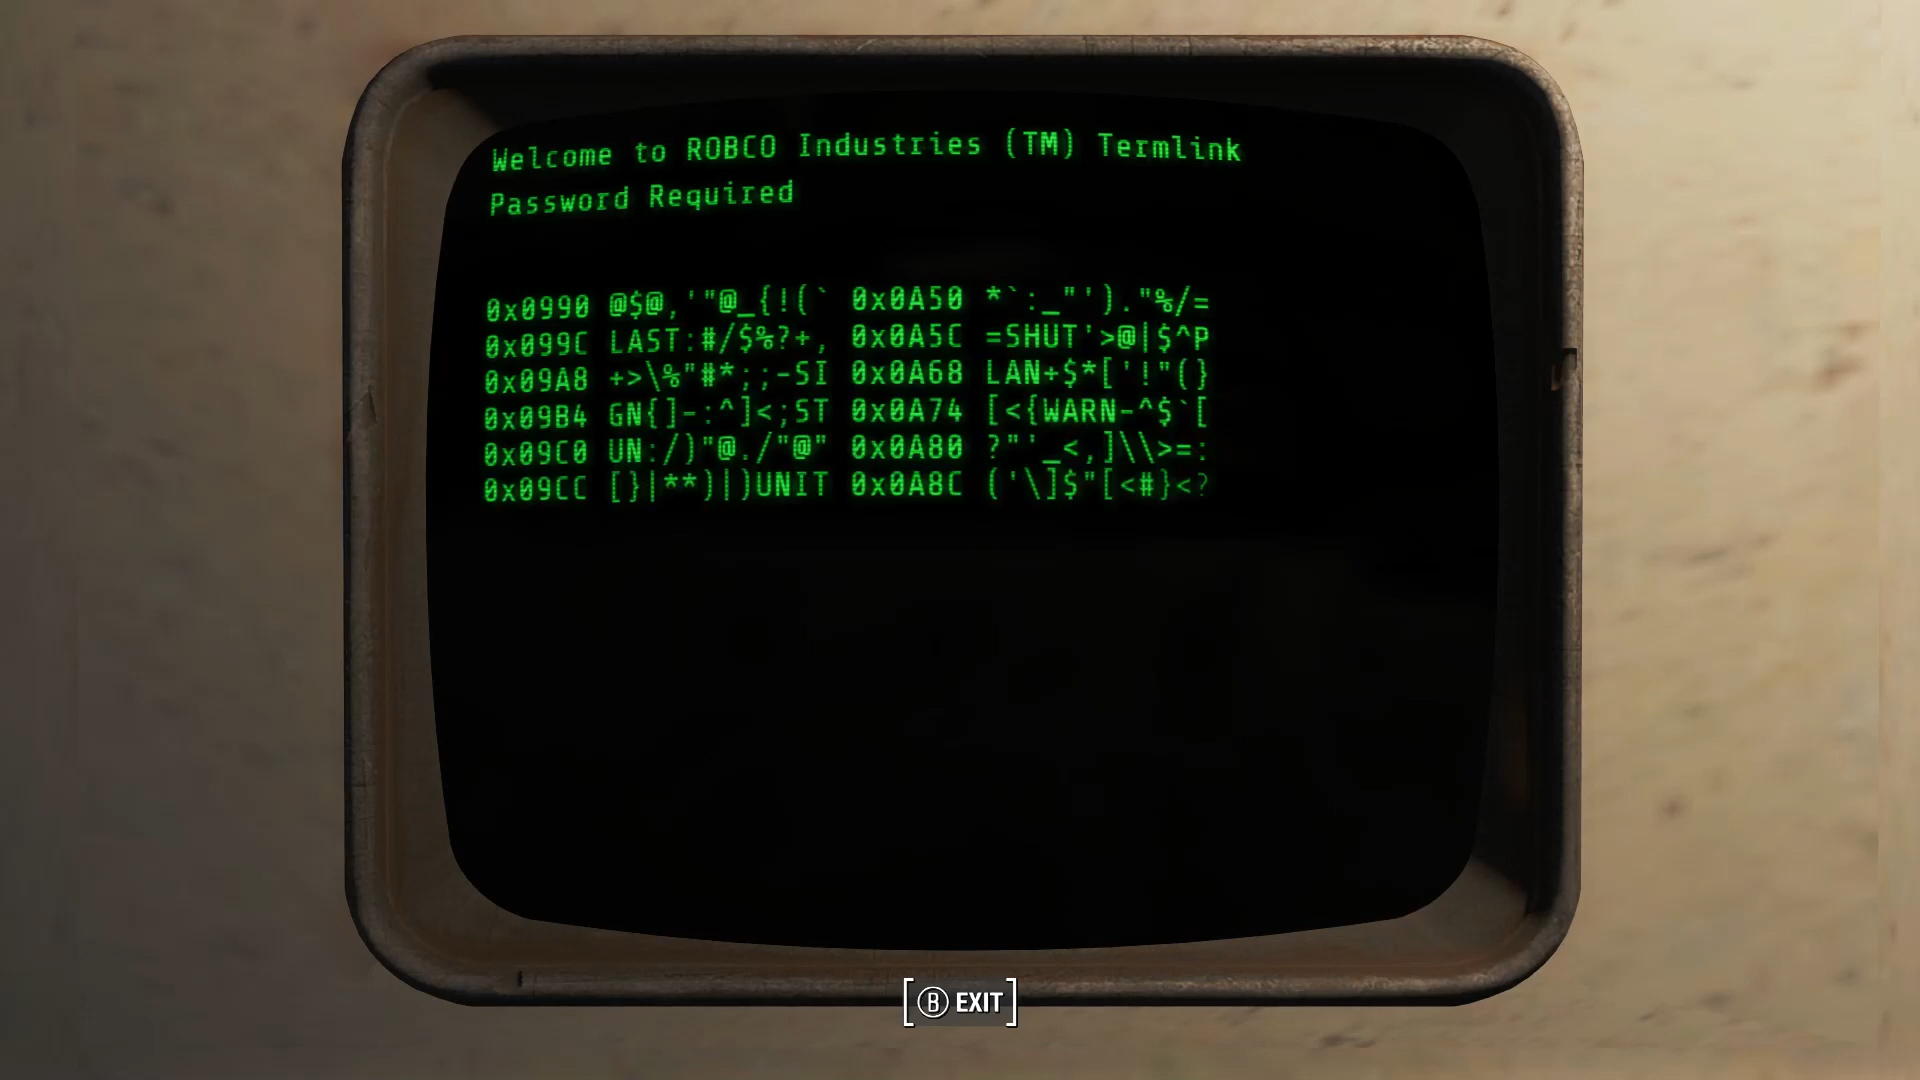 Welcome to ROBCO Industries (TM) Termlink
Password Required
0x0990 @$@,'"@_{!(` 0x0A50 *`:_"')."%/=
0x099C LAST:#/$%?+, 0x0A5C =SHUT'>@|$^P
0x09A8 +>\%"#*;;-SI 0x0A68 LAN+$*['!"(}
0x09B4 GN{]-:^]<;ST 0x0A74 [<{WARN-^$`[
0x09C0 UN:/)"@./"@" 0x0A80 ?"'_<,]\\>=:
0x09CC [}|**)|)UNIT 0x0A8C ('\]$"[<#}<?
[Ⓑ EXIT]